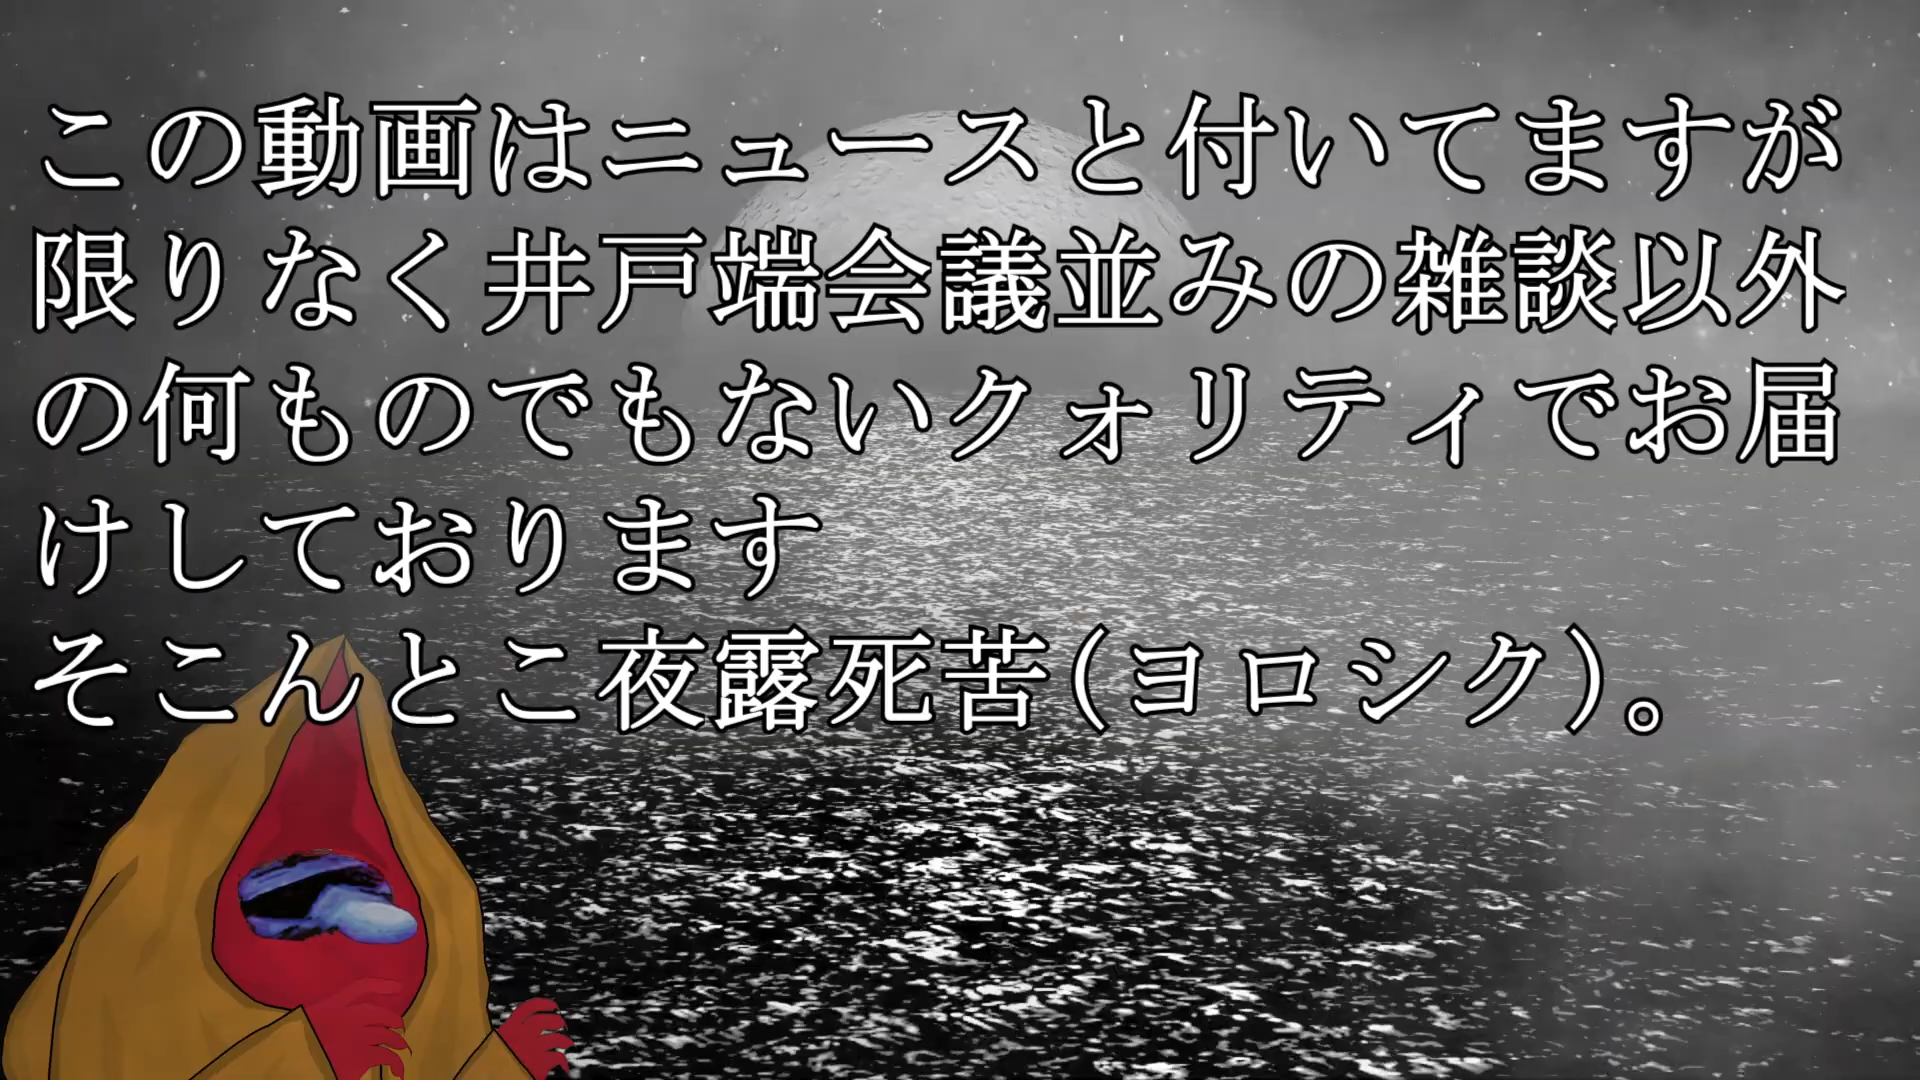 この動画はニュースと付いてますが
限りなく井戸端会議並みの雑談以外
の何ものでもないクォリティでお届
けしております
そこんとこ夜露死苦(ヨロシク)。